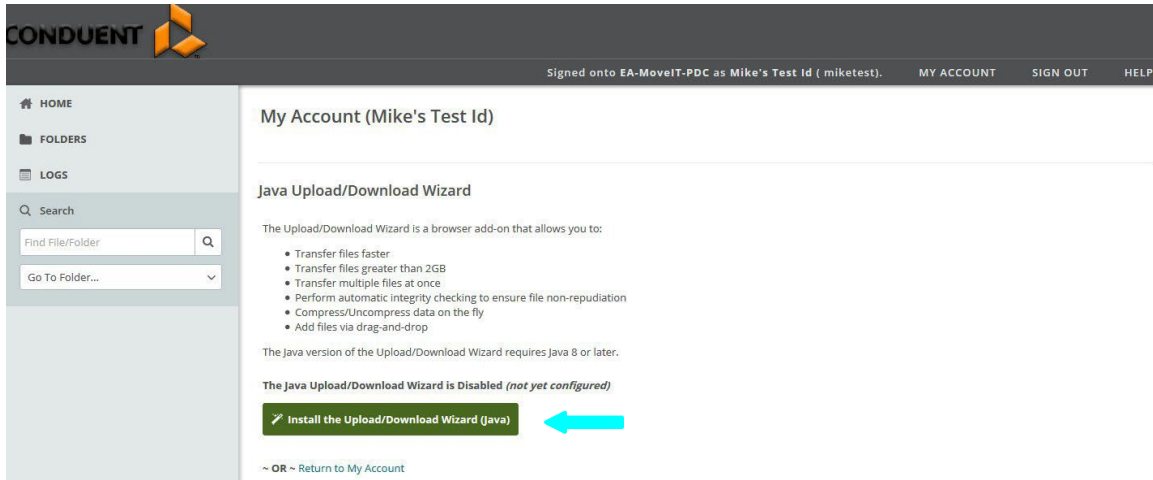 CONDUENT
Signed onto EA-MoveIT-PDC as Mike's Test Id ( miketest). MY ACCOUNT SIGN OUT HELP
HOME
FOLDERS
LOGS
Search
Find File/Folder
Go To Folder...
My Account (Mike's Test Id)
Java Upload/Download Wizard
The Upload/Download Wizard is a browser add-on that allows you to:
• Transfer files faster
• Transfer files greater than 2GB
• Transfer multiple files at once
• Perform automatic integrity checking to ensure file non-repudiation
• Compress/Uncompress data on the fly
• Add files via drag-and-drop
The Java version of the Upload/Download Wizard requires Java 8 or later.
The Java Upload/Download Wizard is Disabled (not yet configured)
Install the Upload/Download Wizard (Java)
~ OR ~ Return to My Account